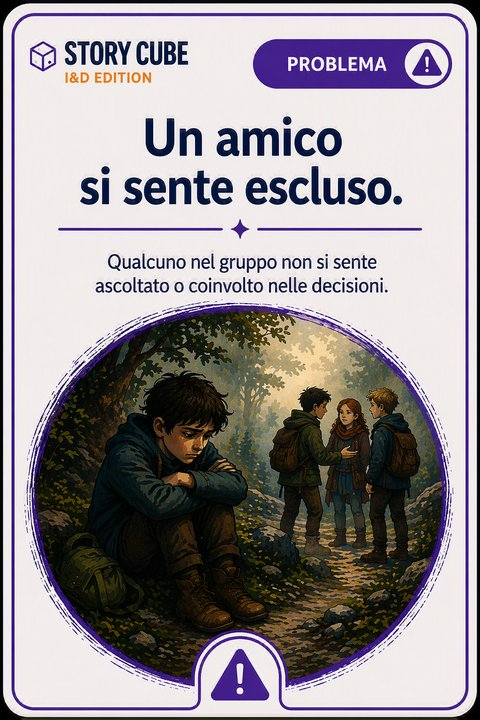 STORY CUBE
I&D EDITION
PROBLEMA
Un amico
si sente escluso.
Qualcuno nel gruppo non si sente
ascoltato o coinvolto nelle decisioni.